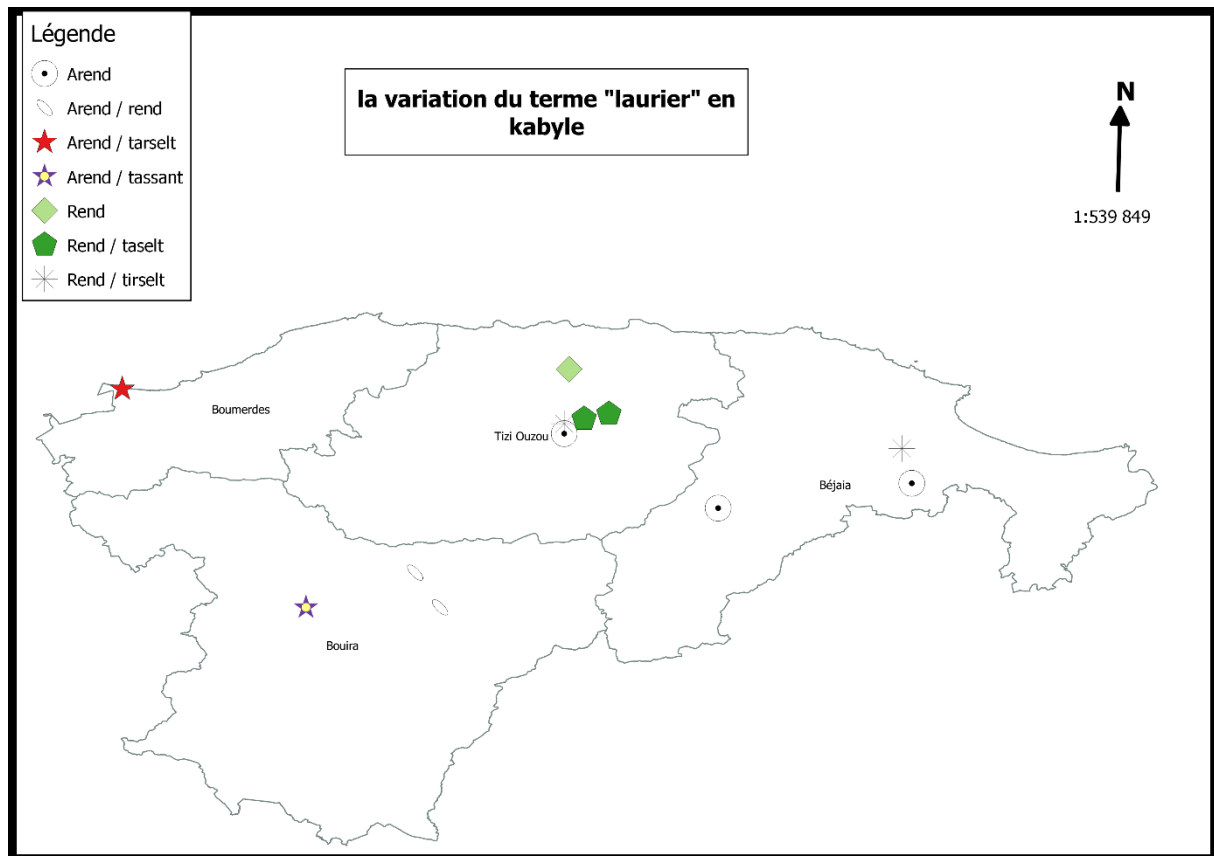 Légende
Arend
Arend / rend
Arend / tarselt
Arend / tassant
Rend
Rend / taselt
Rend / tirselt
la variation du terme "laurier" en
kabyle
N
1:539 849
Boumerdes
Tizi Ouzou
Béjaia
Bouira